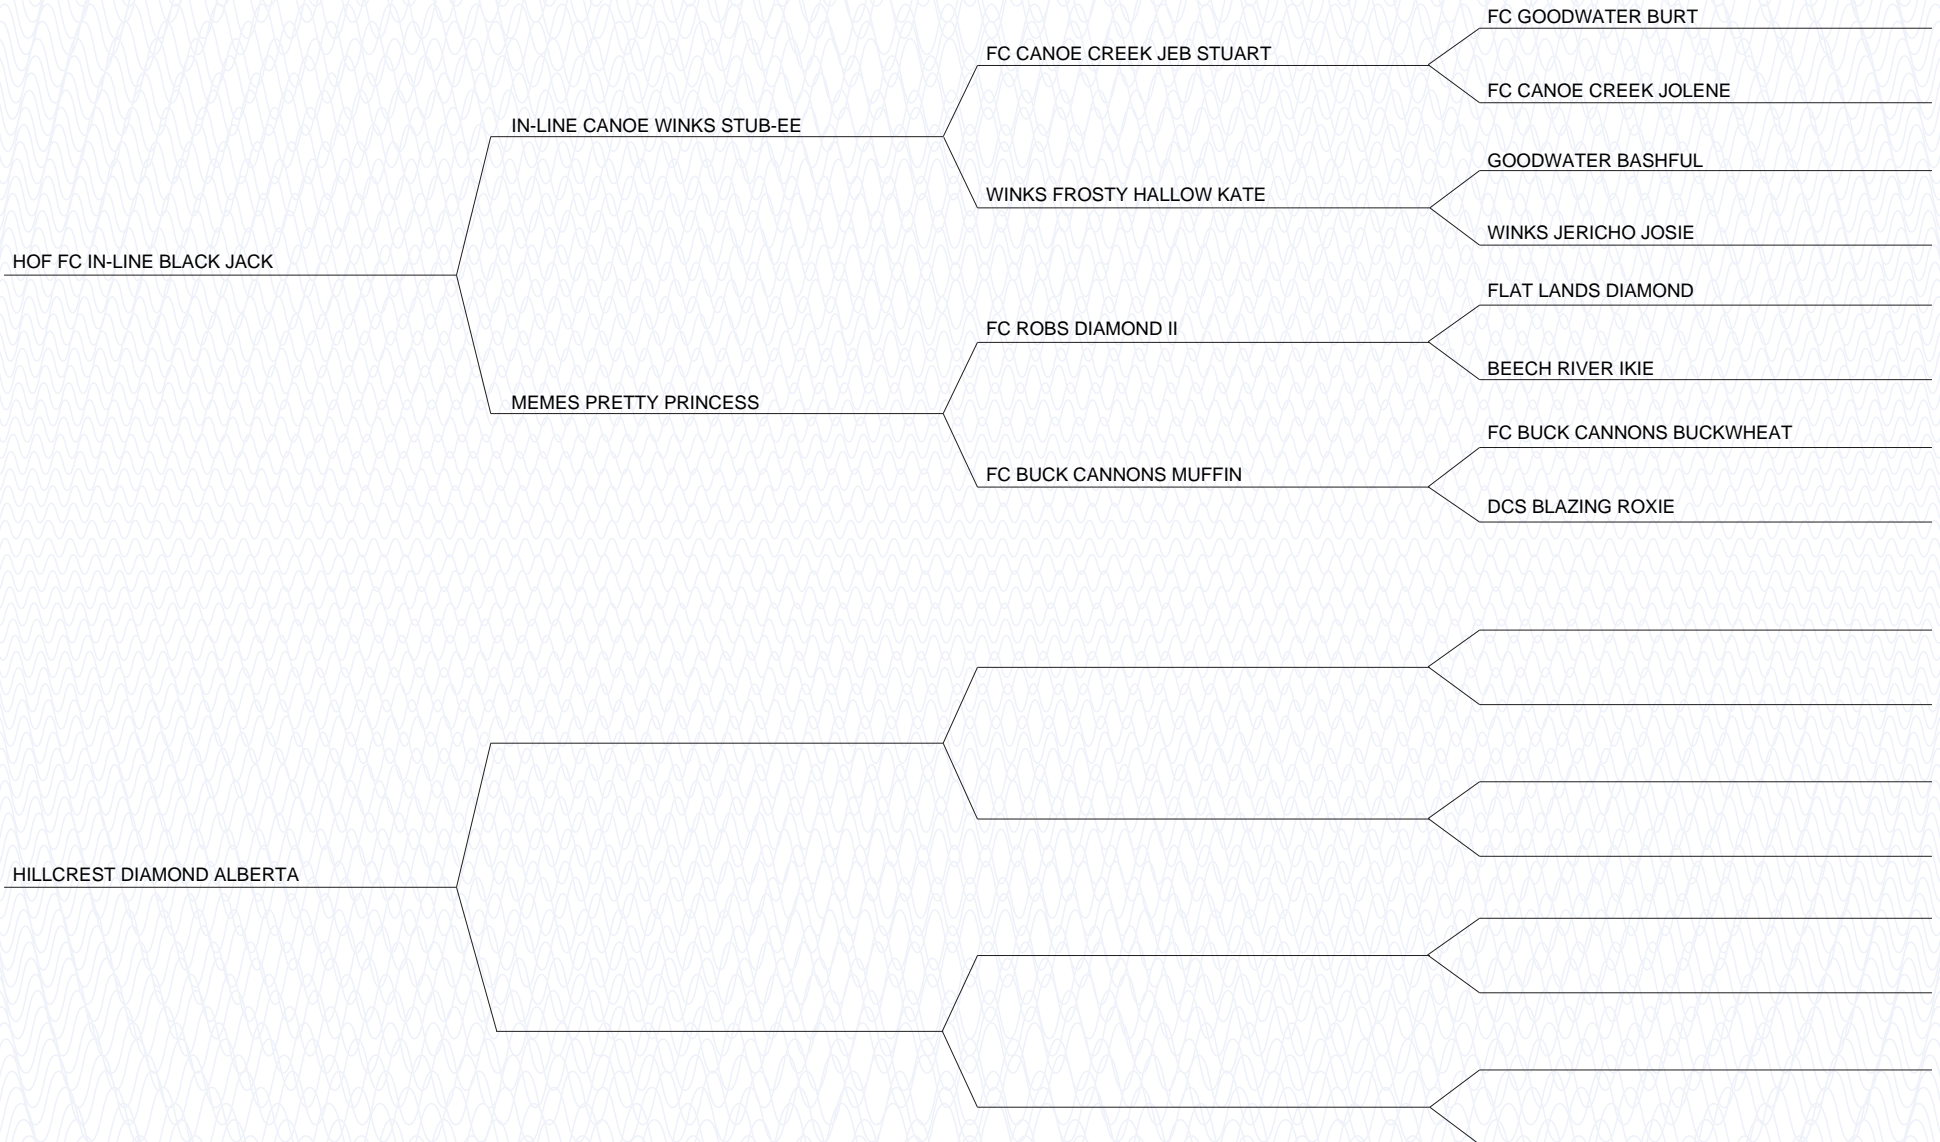 FC GOODWATER BURT
FC CANOE CREEK JEB STUART
FC CANOE CREEK JOLENE
IN-LINE CANOE WINKS STUB-EE
GOODWATER BASHFUL
WINKS FROSTY HALLOW KATE
WINKS JERICHO JOSIE
HOF FC IN-LINE BLACK JACK
FLAT LANDS DIAMOND
FC ROBS DIAMOND II
BEECH RIVER IKIE
MEMES PRETTY PRINCESS
FC BUCK CANNONS BUCKWHEAT
FC BUCK CANNONS MUFFIN
DCS BLAZING ROXIE
HILLCREST DIAMOND ALBERTA